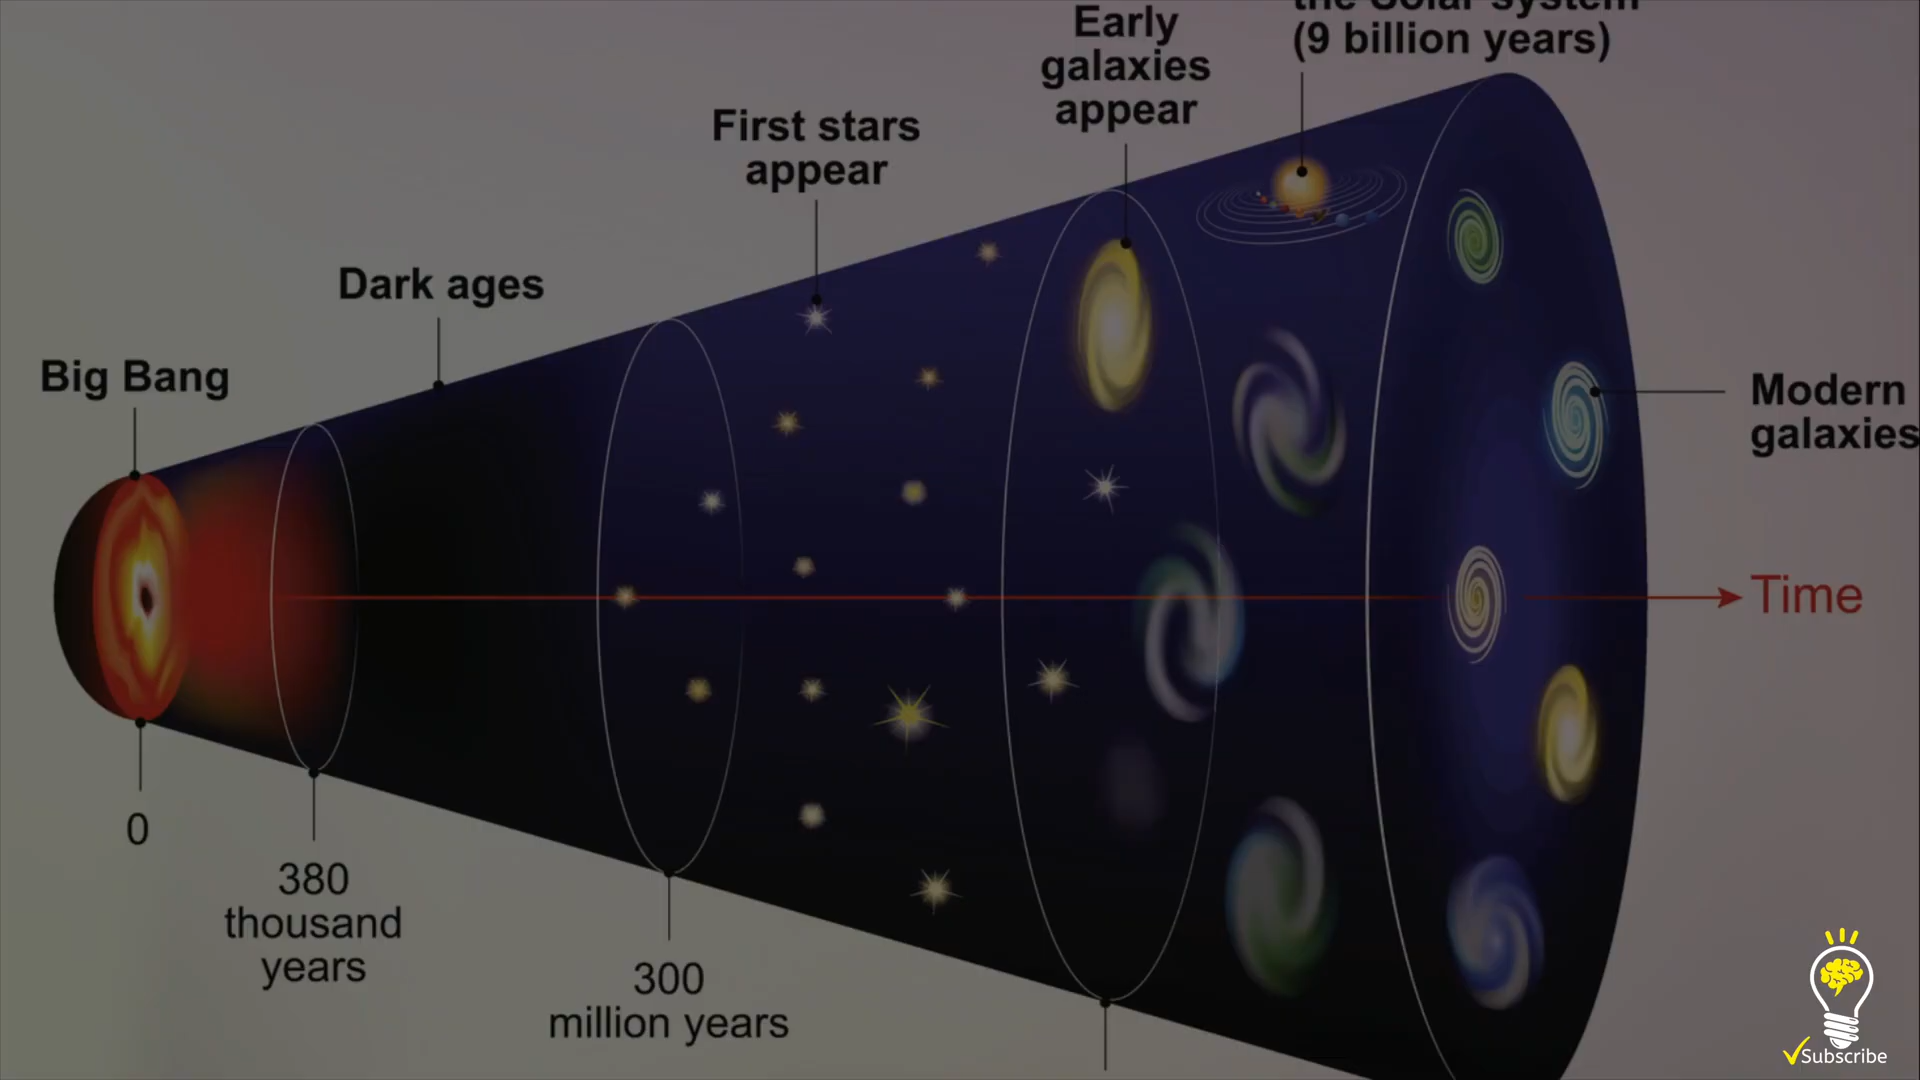 the Solar system
(9 billion years)
Early
galaxies
appear
First stars
appear
Dark ages
Big Bang
Modern
galaxies
Time
0
380
thousand
years
300
million years
Subscribe